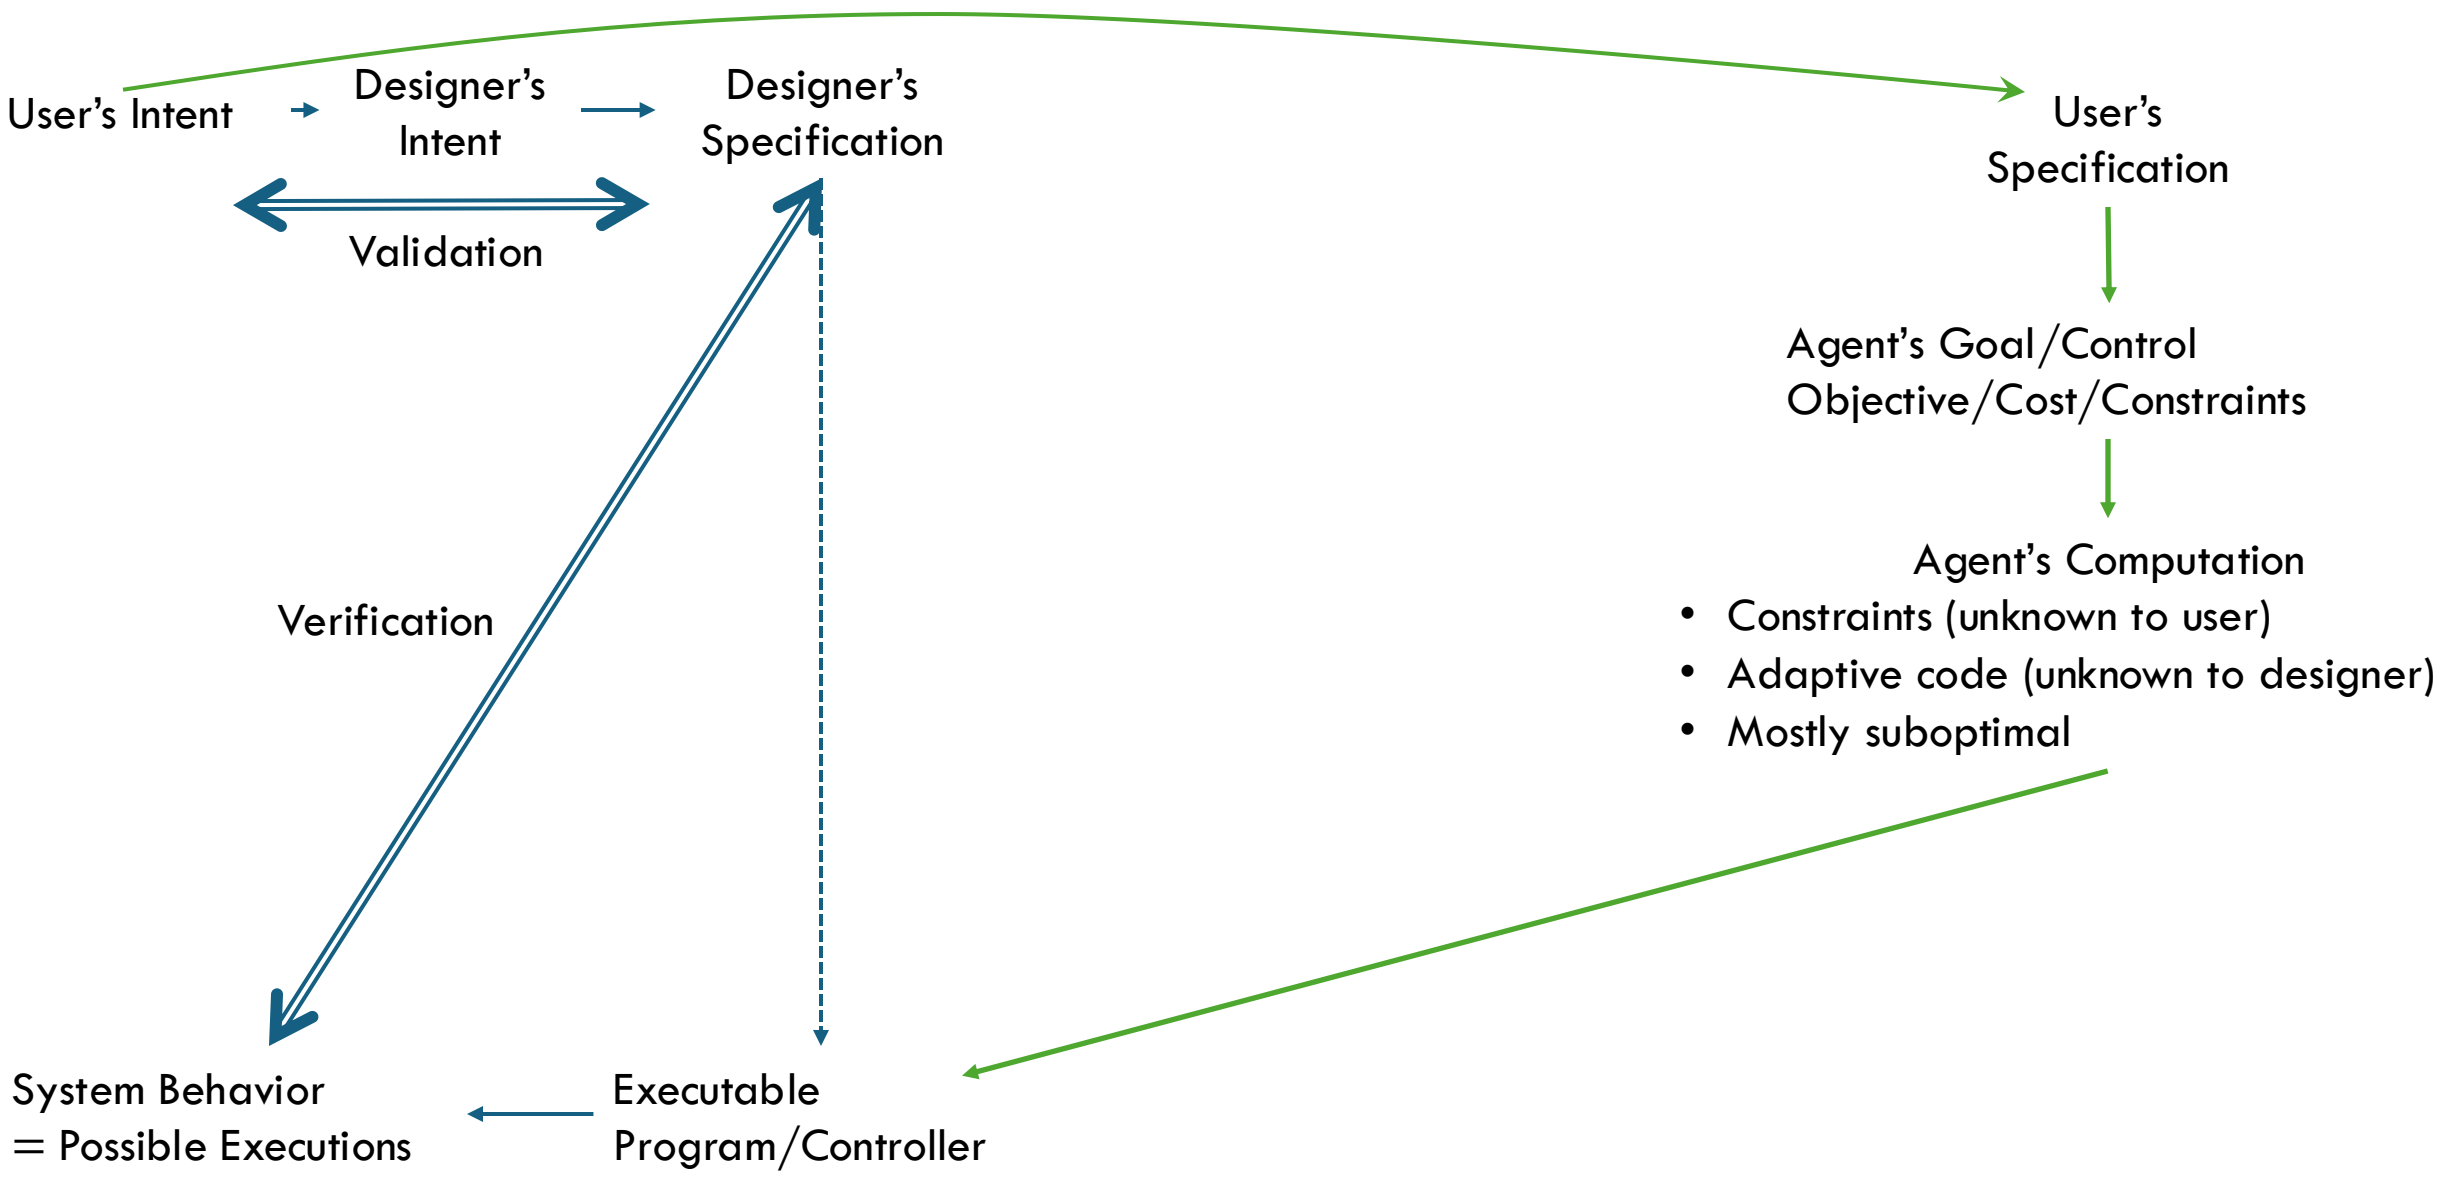 User's Intent
Designer's
Intent
Designer's
Specification
User's
Specification
Validation
Agent's Goal/Control
Objective/Cost/Constraints
Verification
Agent's Computation
• Constraints (unknown to user)
• Adaptive code (unknown to designer)
• Mostly suboptimal
System Behavior
= Possible Executions
Executable
Program/Controller